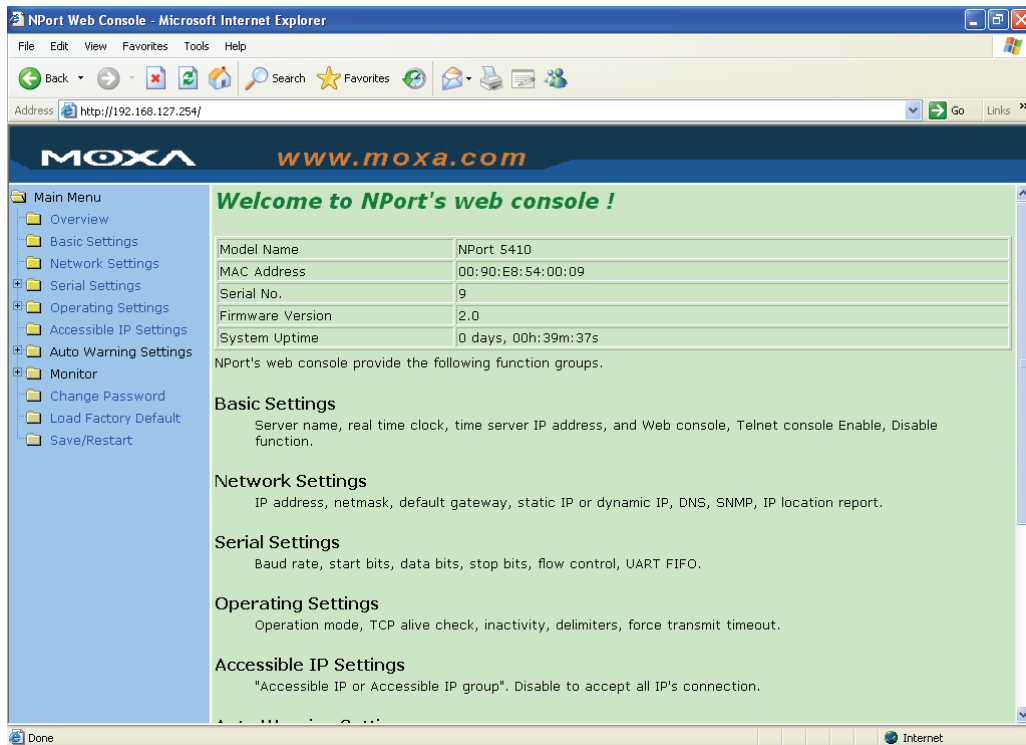 NPort Web Console - Microsoft Internet Explorer
File Edit View Favorites Tools Help
Back Search Favorites
Address http://192.168.127.254/ Go Links »
MOXA www.moxa.com
Main Menu
Overview
Basic Settings
Network Settings
Serial Settings
Operating Settings
Accessible IP Settings
Auto Warning Settings
Monitor
Change Password
Load Factory Default
Save/Restart
Welcome to NPort's web console !
Model Name NPort 5410
MAC Address 00:90:E8:54:00:09
Serial No. 9
Firmware Version 2.0
System Uptime 0 days, 00h:39m:37s
NPort's web console provide the following function groups.
Basic Settings
Server name, real time clock, time server IP address, and Web console, Telnet console Enable, Disable
function.
Network Settings
IP address, netmask, default gateway, static IP or dynamic IP, DNS, SNMP, IP location report.
Serial Settings
Baud rate, start bits, data bits, stop bits, flow control, UART FIFO.
Operating Settings
Operation mode, TCP alive check, inactivity, delimiters, force transmit timeout.
Accessible IP Settings
"Accessible IP or Accessible IP group". Disable to accept all IP's connection.
Done Internet